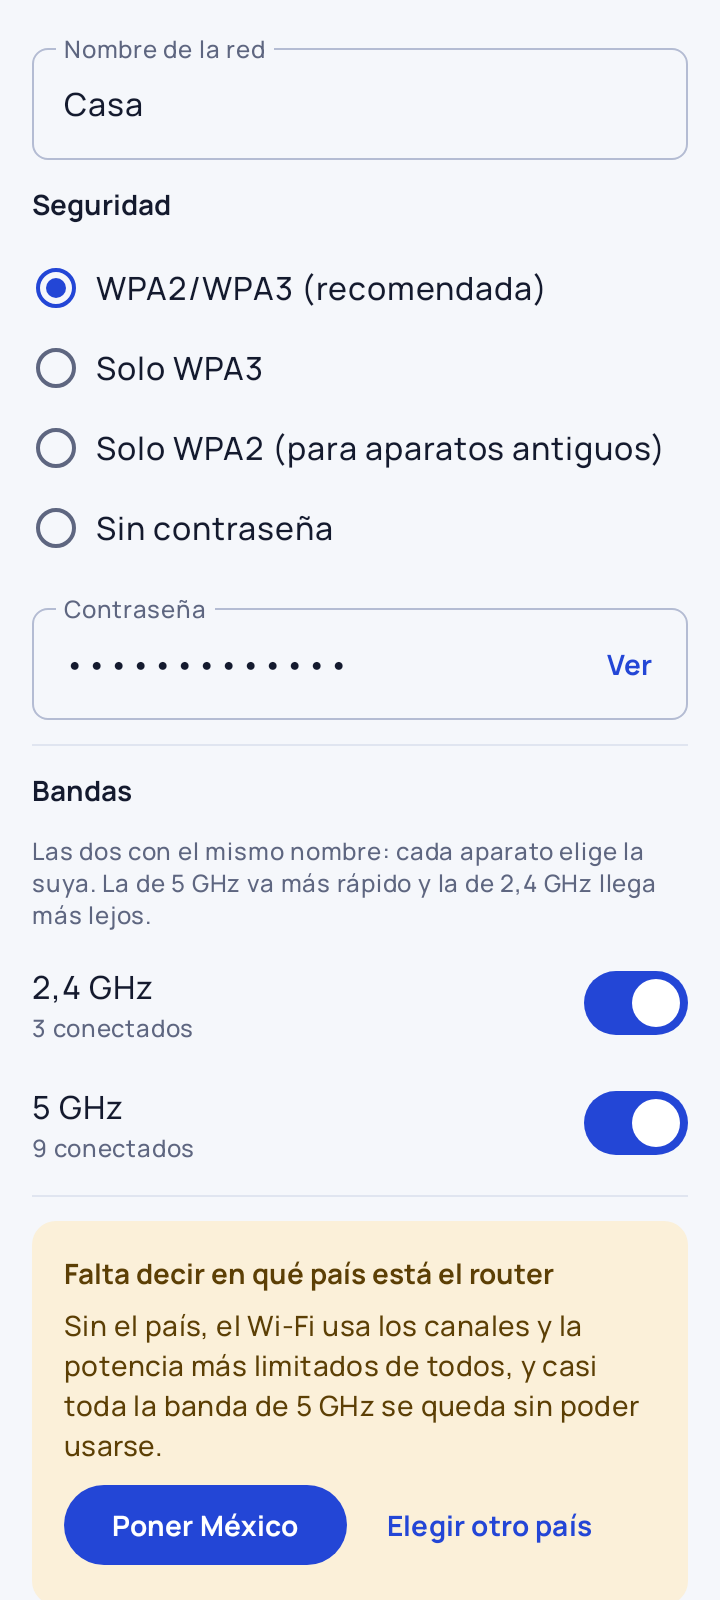 Nombre de la red
Casa
Seguridad
WPA2/WPA3 (recomendada)
Solo WPA3
Solo WPA2 (para aparatos antiguos)
Sin contraseña
Contraseña
•••••••••••••
Ver
Bandas
Las dos con el mismo nombre: cada aparato elige la
suya. La de 5 GHz va más rápido y la de 2,4 GHz llega
más lejos.
2,4 GHz
3 conectados
5 GHz
9 conectados
Falta decir en qué país está el router
Sin el país, el Wi-Fi usa los canales y la
potencia más limitados de todos, y casi
toda la banda de 5 GHz se queda sin poder
usarse.
Poner México
Elegir otro país